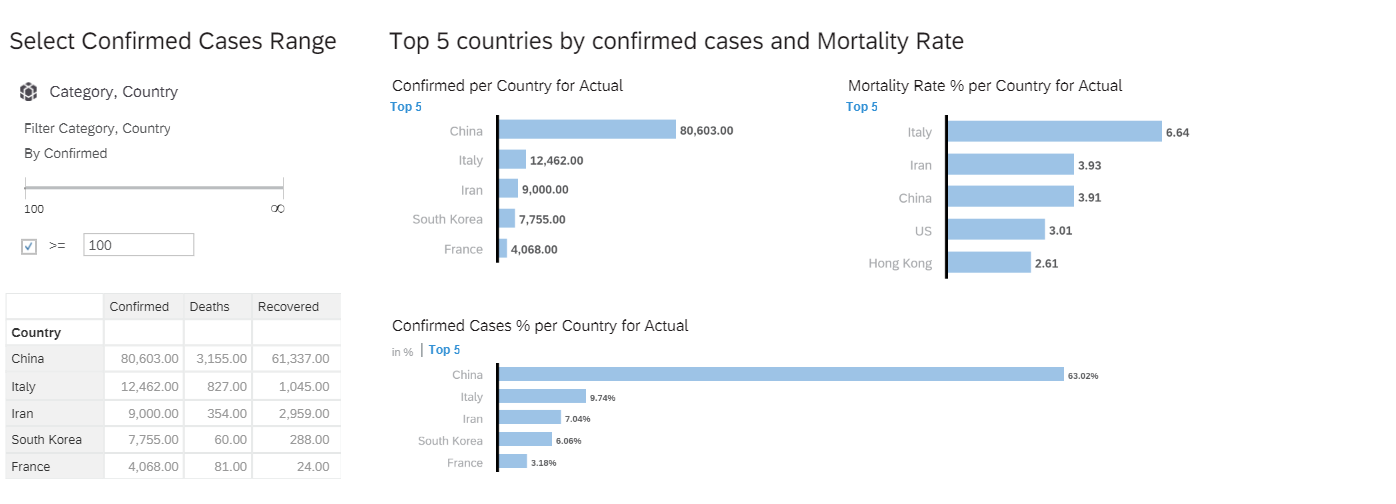 Select Confirmed Cases Range
Category, Country
Filter Category, Country
By Confirmed
100 ∞
>= 100
Confirmed Deaths Recovered
Country
China 80,603.00 3,155.00 61,337.00
Italy 12,462.00 827.00 1,045.00
Iran 9,000.00 354.00 2,959.00
South Korea 7,755.00 60.00 288.00
France 4,068.00 81.00 24.00
Top 5 countries by confirmed cases and Mortality Rate
Confirmed per Country for Actual
Top 5
China 80,603.00
Italy 12,462.00
Iran 9,000.00
South Korea 7,755.00
France 4,068.00
Mortality Rate % per Country for Actual
Top 5
Italy 6.64
Iran 3.93
China 3.91
US 3.01
Hong Kong 2.61
Confirmed Cases % per Country for Actual
in % | Top 5
China 63.02%
Italy 9.74%
Iran 7.04%
South Korea 6.06%
France 3.18%